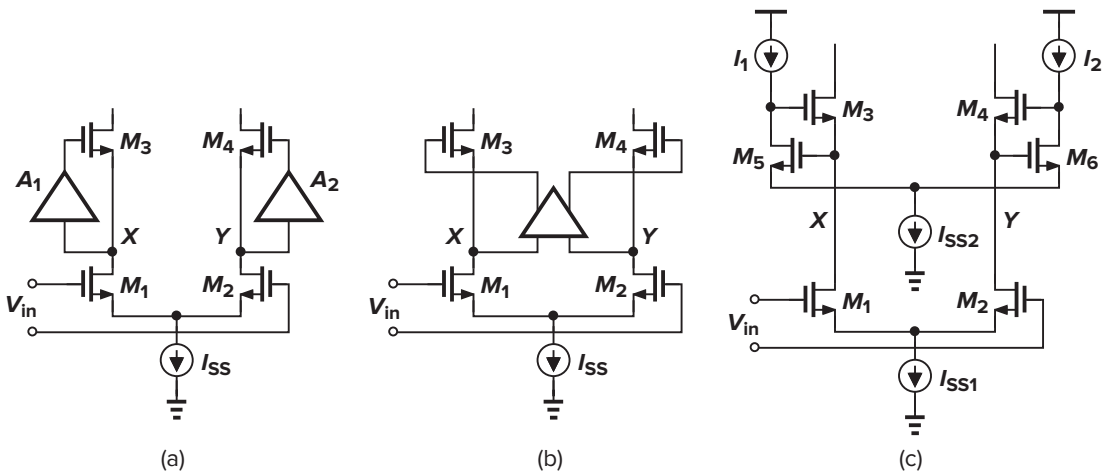 M3
M4
A1
A2
X
Y
M1
M2
Vin
ISS
(a)
M3
M4
X
Y
M1
M2
Vin
ISS
(b)
I1
I2
M3
M4
M5
M6
X
Y
ISS2
M1
M2
Vin
ISS1
(c)